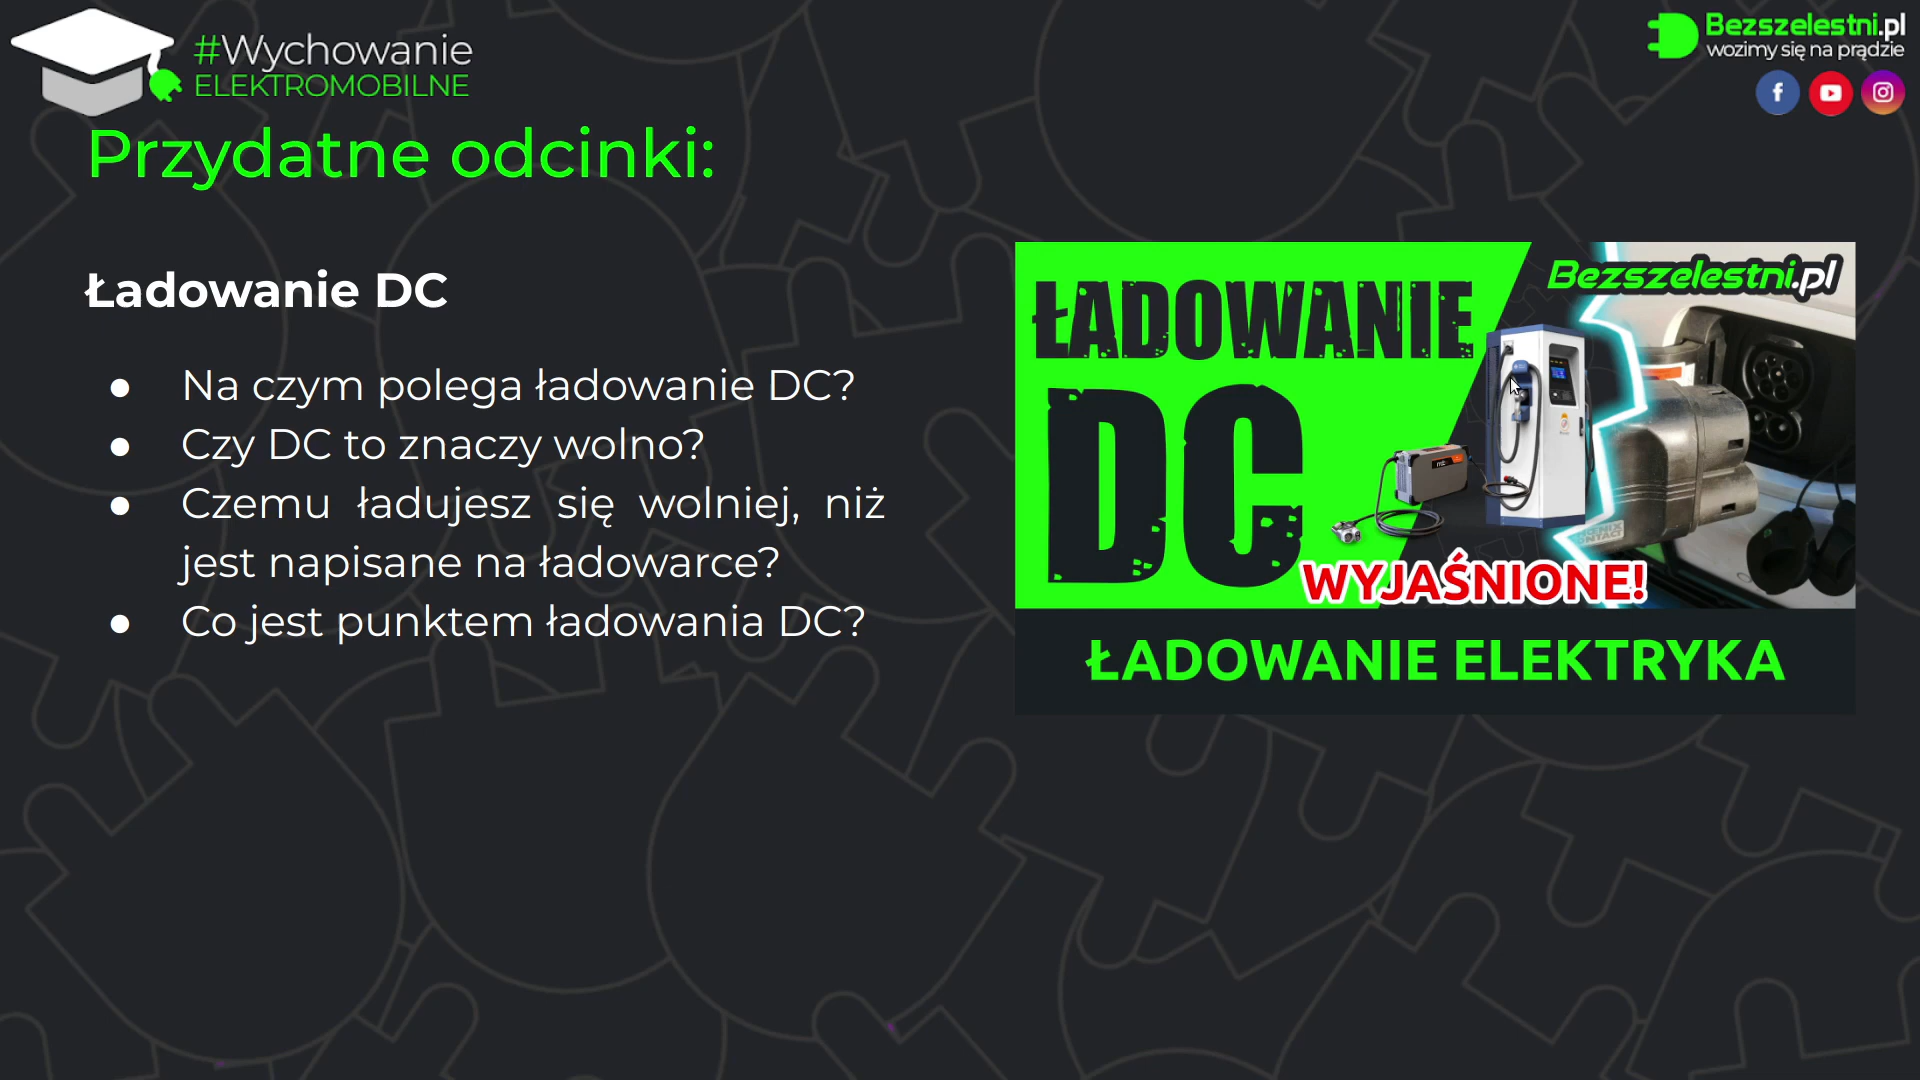 #Wychowanie
ELEKTROMOBILNE
Bezszelestni.pl
wozimy się na prądzie
Przydatne odcinki:
Ładowanie DC
● Na czym polega ładowanie DC?
● Czy DC to znaczy wolno?
● Czemu ładujesz się wolniej, niż
jest napisane na ładowarce?
● Co jest punktem ładowania DC?
Bezszelestni.pl
ŁADOWANIE
DC
WYJAŚNIONE!
ŁADOWANIE ELEKTRYKA